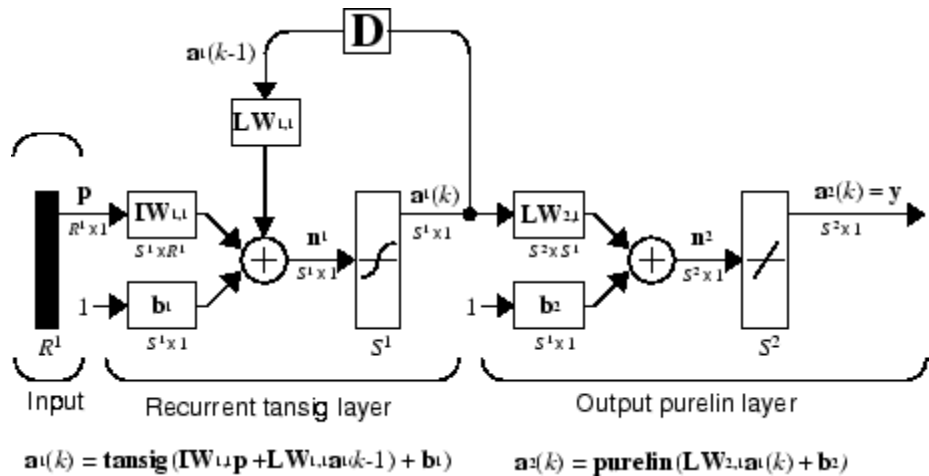 D
a¹(k-1)
LW1,1
p
R¹ x 1
IW1,1
S¹ x R¹
n¹
S¹ x 1
a¹(k)
S¹ x 1
LW2,1
S² x S¹
n²
S² x 1
a²(k) = y
S² x 1
1
b1
S¹ x 1
1
b2
S¹ x 1
R¹
S¹
S²
Input
Recurrent tansig layer
Output purelin layer
a¹(k) = tansig (IW1,1p +LW1,1a¹(k-1) + b1)
a²(k) = purelin (LW2,1a¹(k) + b2)